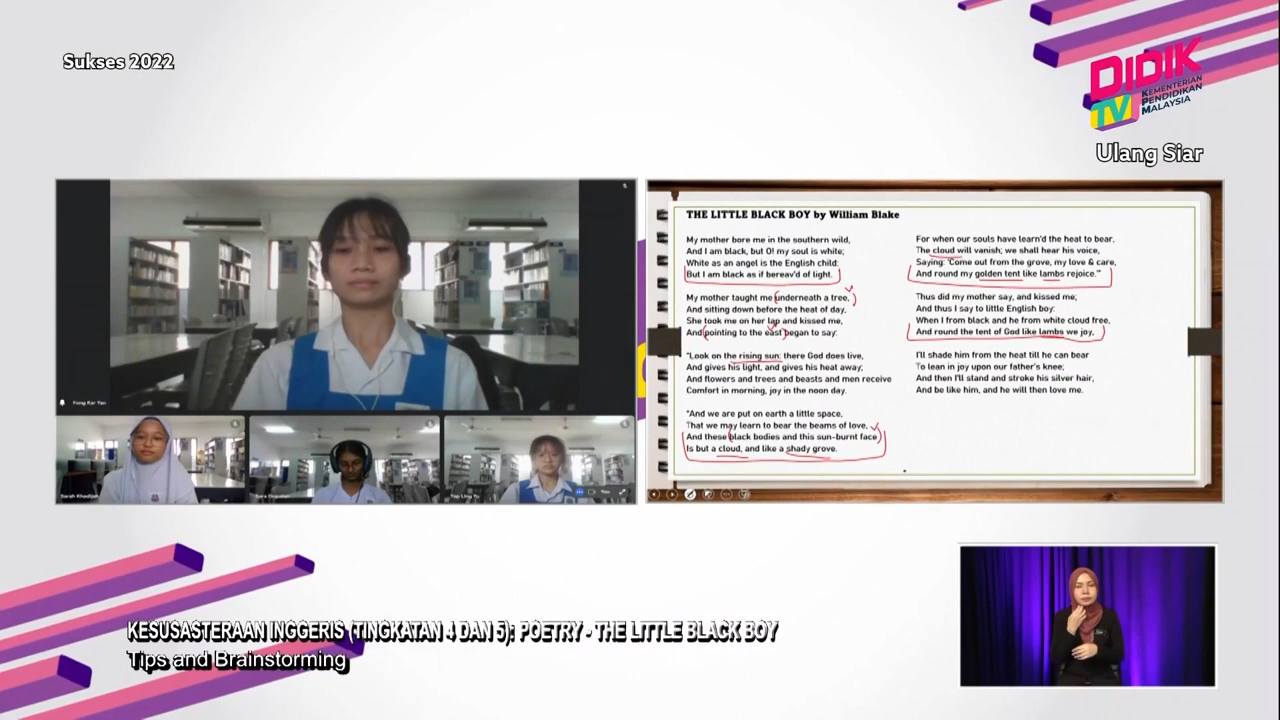 Sukses 2022
DIDIK
TV
KEMENTERIAN
PENDIDIKAN
MALAYSIA
Ulang Siar
Fong Kar Yan
Sarah Khadijah
Yap Ling Yu
THE LITTLE BLACK BOY by William Blake
My mother bore me in the southern wild,
And I am black, but O! my soul is white;
White as an angel is the English child:
But I am black as if bereav'd of light.
My mother taught me underneath a tree,
And sitting down before the heat of day,
She took me on her lap and kissed me,
And pointing to the east began to say:
"Look on the rising sun: there God does live,
And gives his light, and gives his heat away;
And flowers and trees and beasts and men receive
Comfort in morning, joy in the noon day.
"And we are put on earth a little space,
That we may learn to bear the beams of love,
And these black bodies and this sun-burnt face
Is but a cloud, and like a shady grove.
For when our souls have learn'd the heat to bear,
The cloud will vanish; we shall hear his voice,
Saying: 'Come out from the grove, my love & care,
And round my golden tent like lambs rejoice.'"
Thus did my mother say, and kissed me;
And thus I say to little English boy:
When I from black and he from white cloud free,
And round the tent of God like lambs we joy,
I'll shade him from the heat till he can bear
To lean in joy upon our father's knee;
And then I'll stand and stroke his silver hair,
And be like him, and he will then love me.
KESUSASTERAAN INGGERIS (TINGKATAN 4 DAN 5): POETRY - THE LITTLE BLACK BOY
Tips and Brainstorming